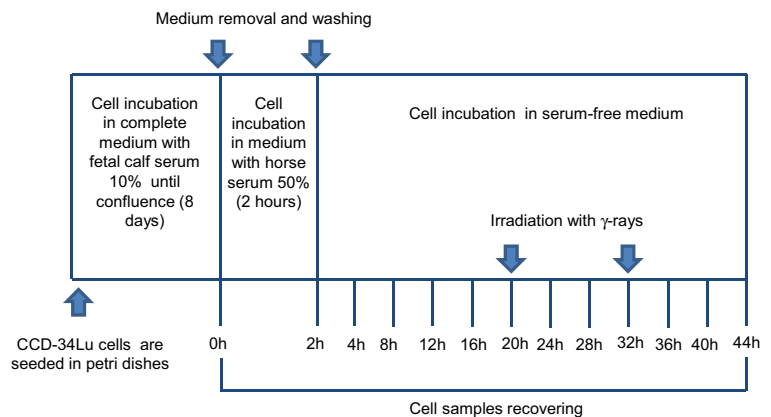 Medium removal and washing
Cell incubation
in complete
medium with
fetal calf serum
10% until
confluence (8
days)
Cell
incubation
in medium
with horse
serum 50%
(2 hours)
Cell incubation in serum-free medium
Irradiation with γ-rays
CCD-34Lu cells are
seeded in petri dishes
0h 2h 4h 8h 12h 16h 20h 24h 28h 32h 36h 40h 44h
Cell samples recovering